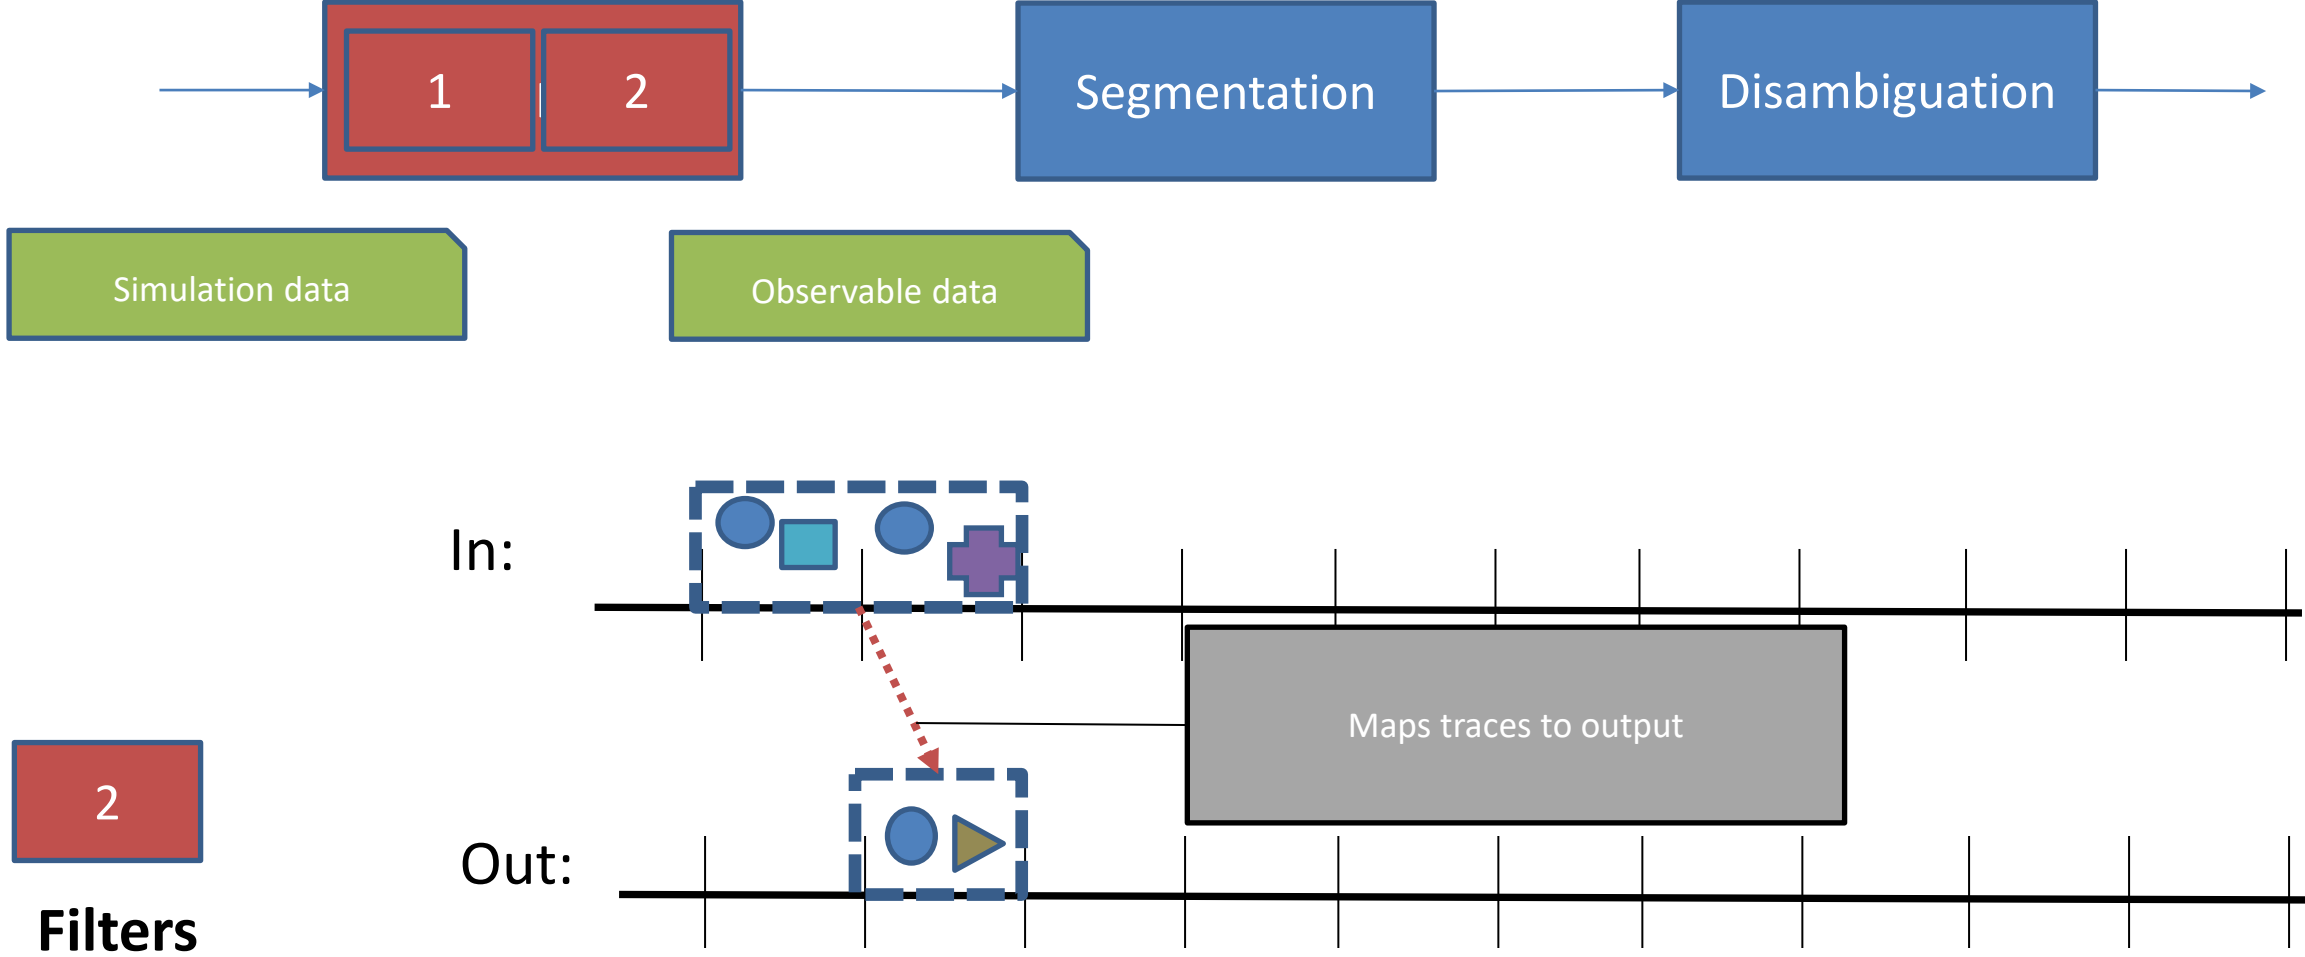 1
2
Segmentation
Disambiguation
Simulation data
Observable data
In:
Maps traces to output
2
Out:
Filters